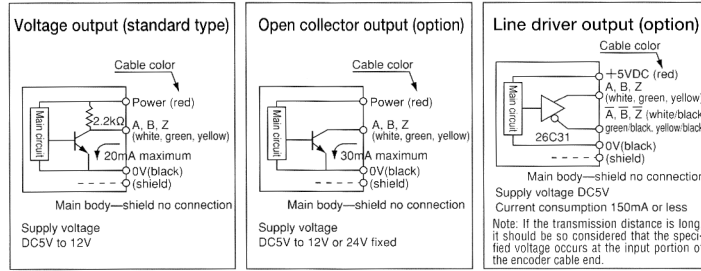 Voltage output (standard type)
Cable color
Power (red)
2.2kΩ
Main circuit
A, B, Z
(white, green, yellow)
20mA maximum
0V(black)
(shield)
Main body—shield no connection
Supply voltage
DC5V to 12V
Open collector output (option)
Cable color
Power (red)
Main circuit
A, B, Z
(white, green, yellow)
30mA maximum
0V(black)
(shield)
Main body—shield no connection
Supply voltage
DC5V to 12V or 24V fixed
Line driver output (option)
Cable color
+5VDC (red)
Main circuit
A, B, Z
(white, green, yellow
A̅, B̅, Z̅ (white/black
green/black, yellow/black
26C31
0V(black)
(shield)
Main body—shield no connection
Supply voltage DC5V
Current consumption 150mA or less
Note: If the transmission distance is long
it should be so considered that the speci-
fied voltage occurs at the input portion of
the encoder cable end.